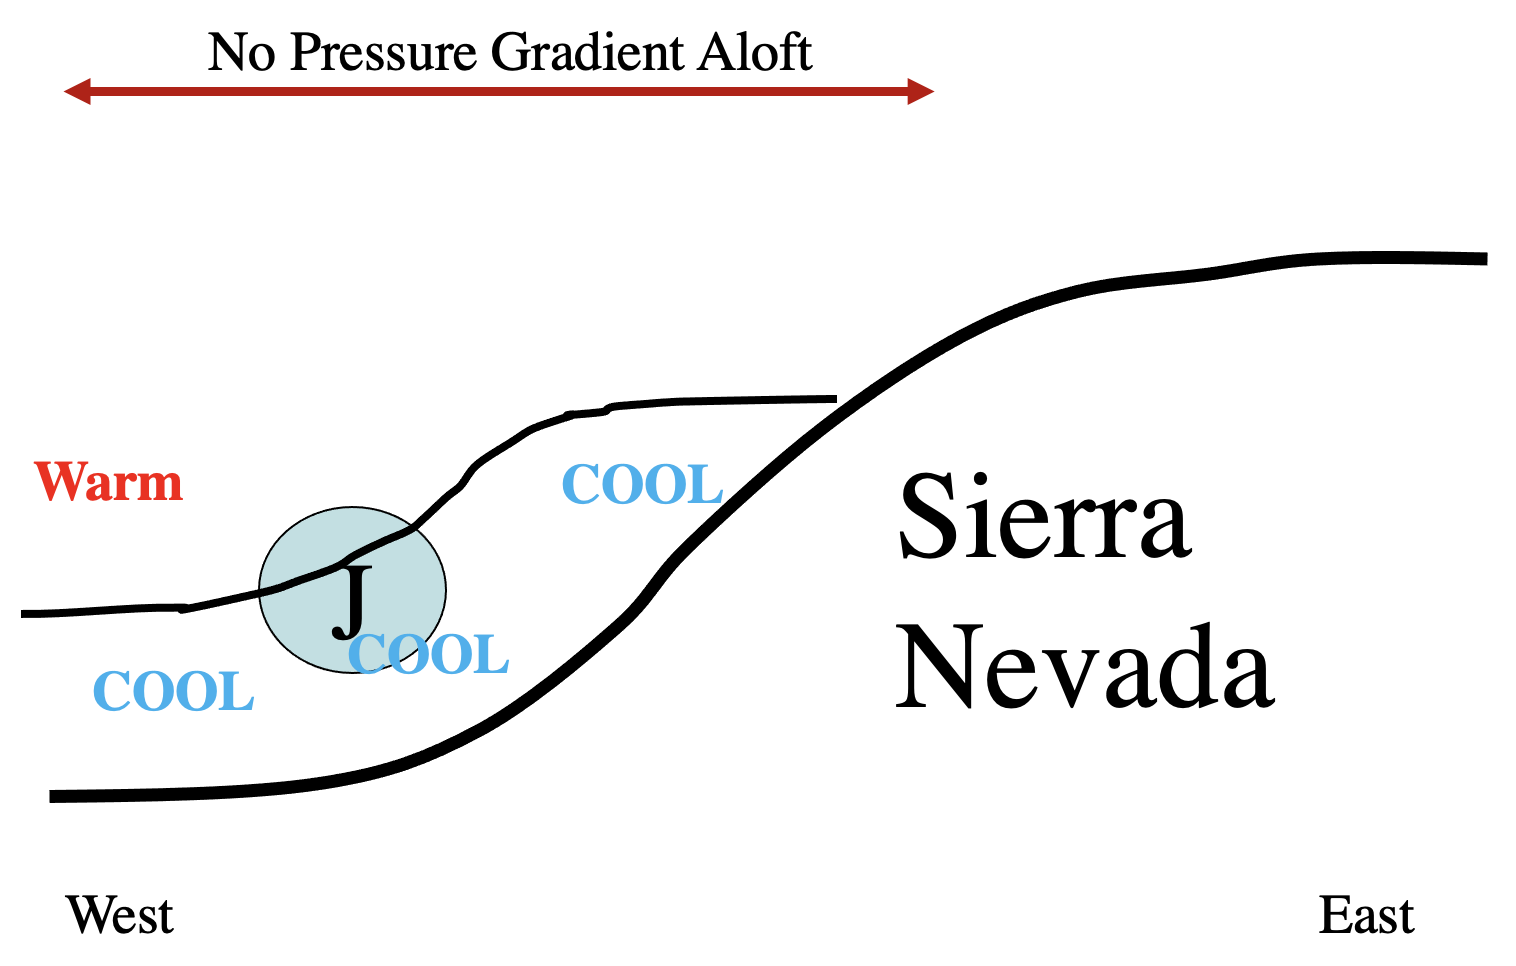 No Pressure Gradient Aloft
Warm
COOL
Sierra
Nevada
J
COOL
COOL
West
East